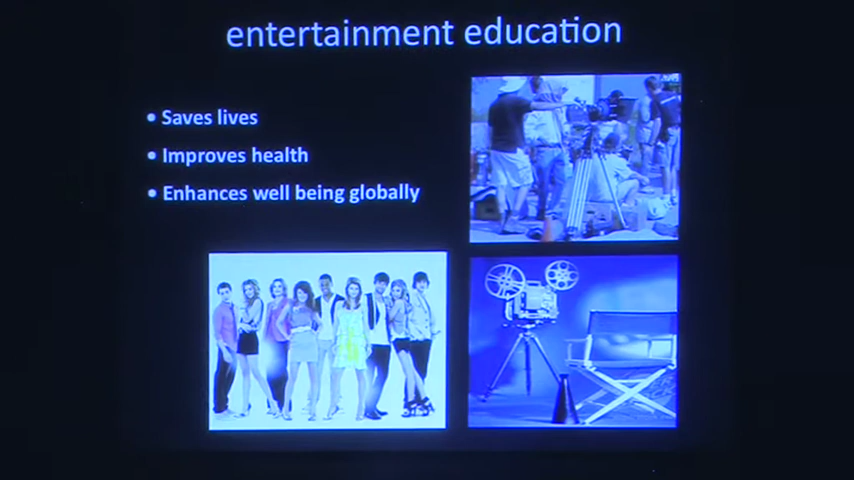 entertainment education
• Saves lives
• Improves health
• Enhances well being globally